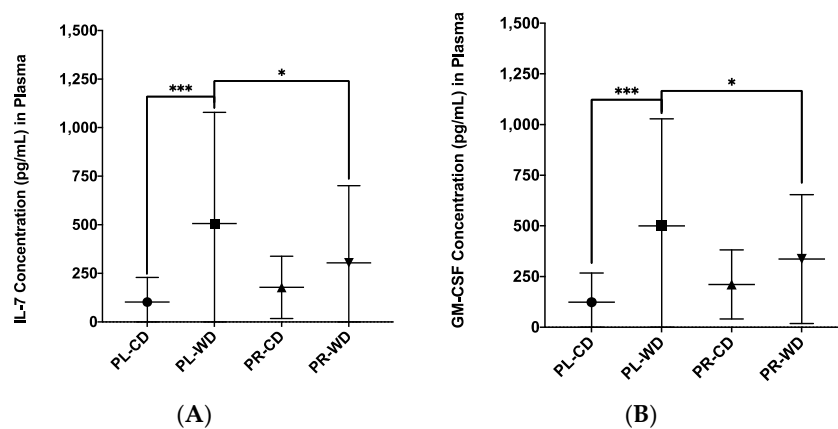 IL-7 Concentration (pg/mL) in Plasma
1,500
1,250
1,000
750
500
250
0
***
*
PL-CD
PL-WD
PR-CD
PR-WD
(A)
GM-CSF Concentration (pg/mL) in Plasma
1,500
1,250
1,000
750
500
250
0
***
*
PL-CD
PL-WD
PR-CD
PR-WD
(B)